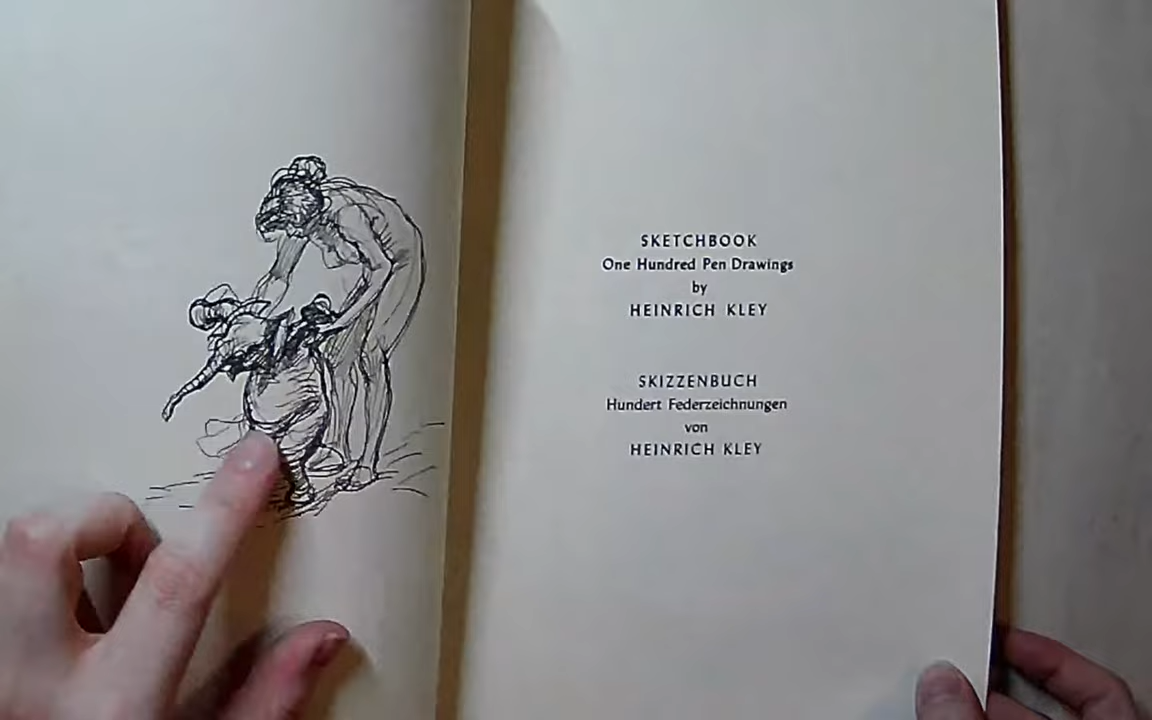 SKETCHBOOK
One Hundred Pen Drawings
by
HEINRICH KLEY
SKIZZENBUCH
Hundert Federzeichnungen
von
HEINRICH KLEY